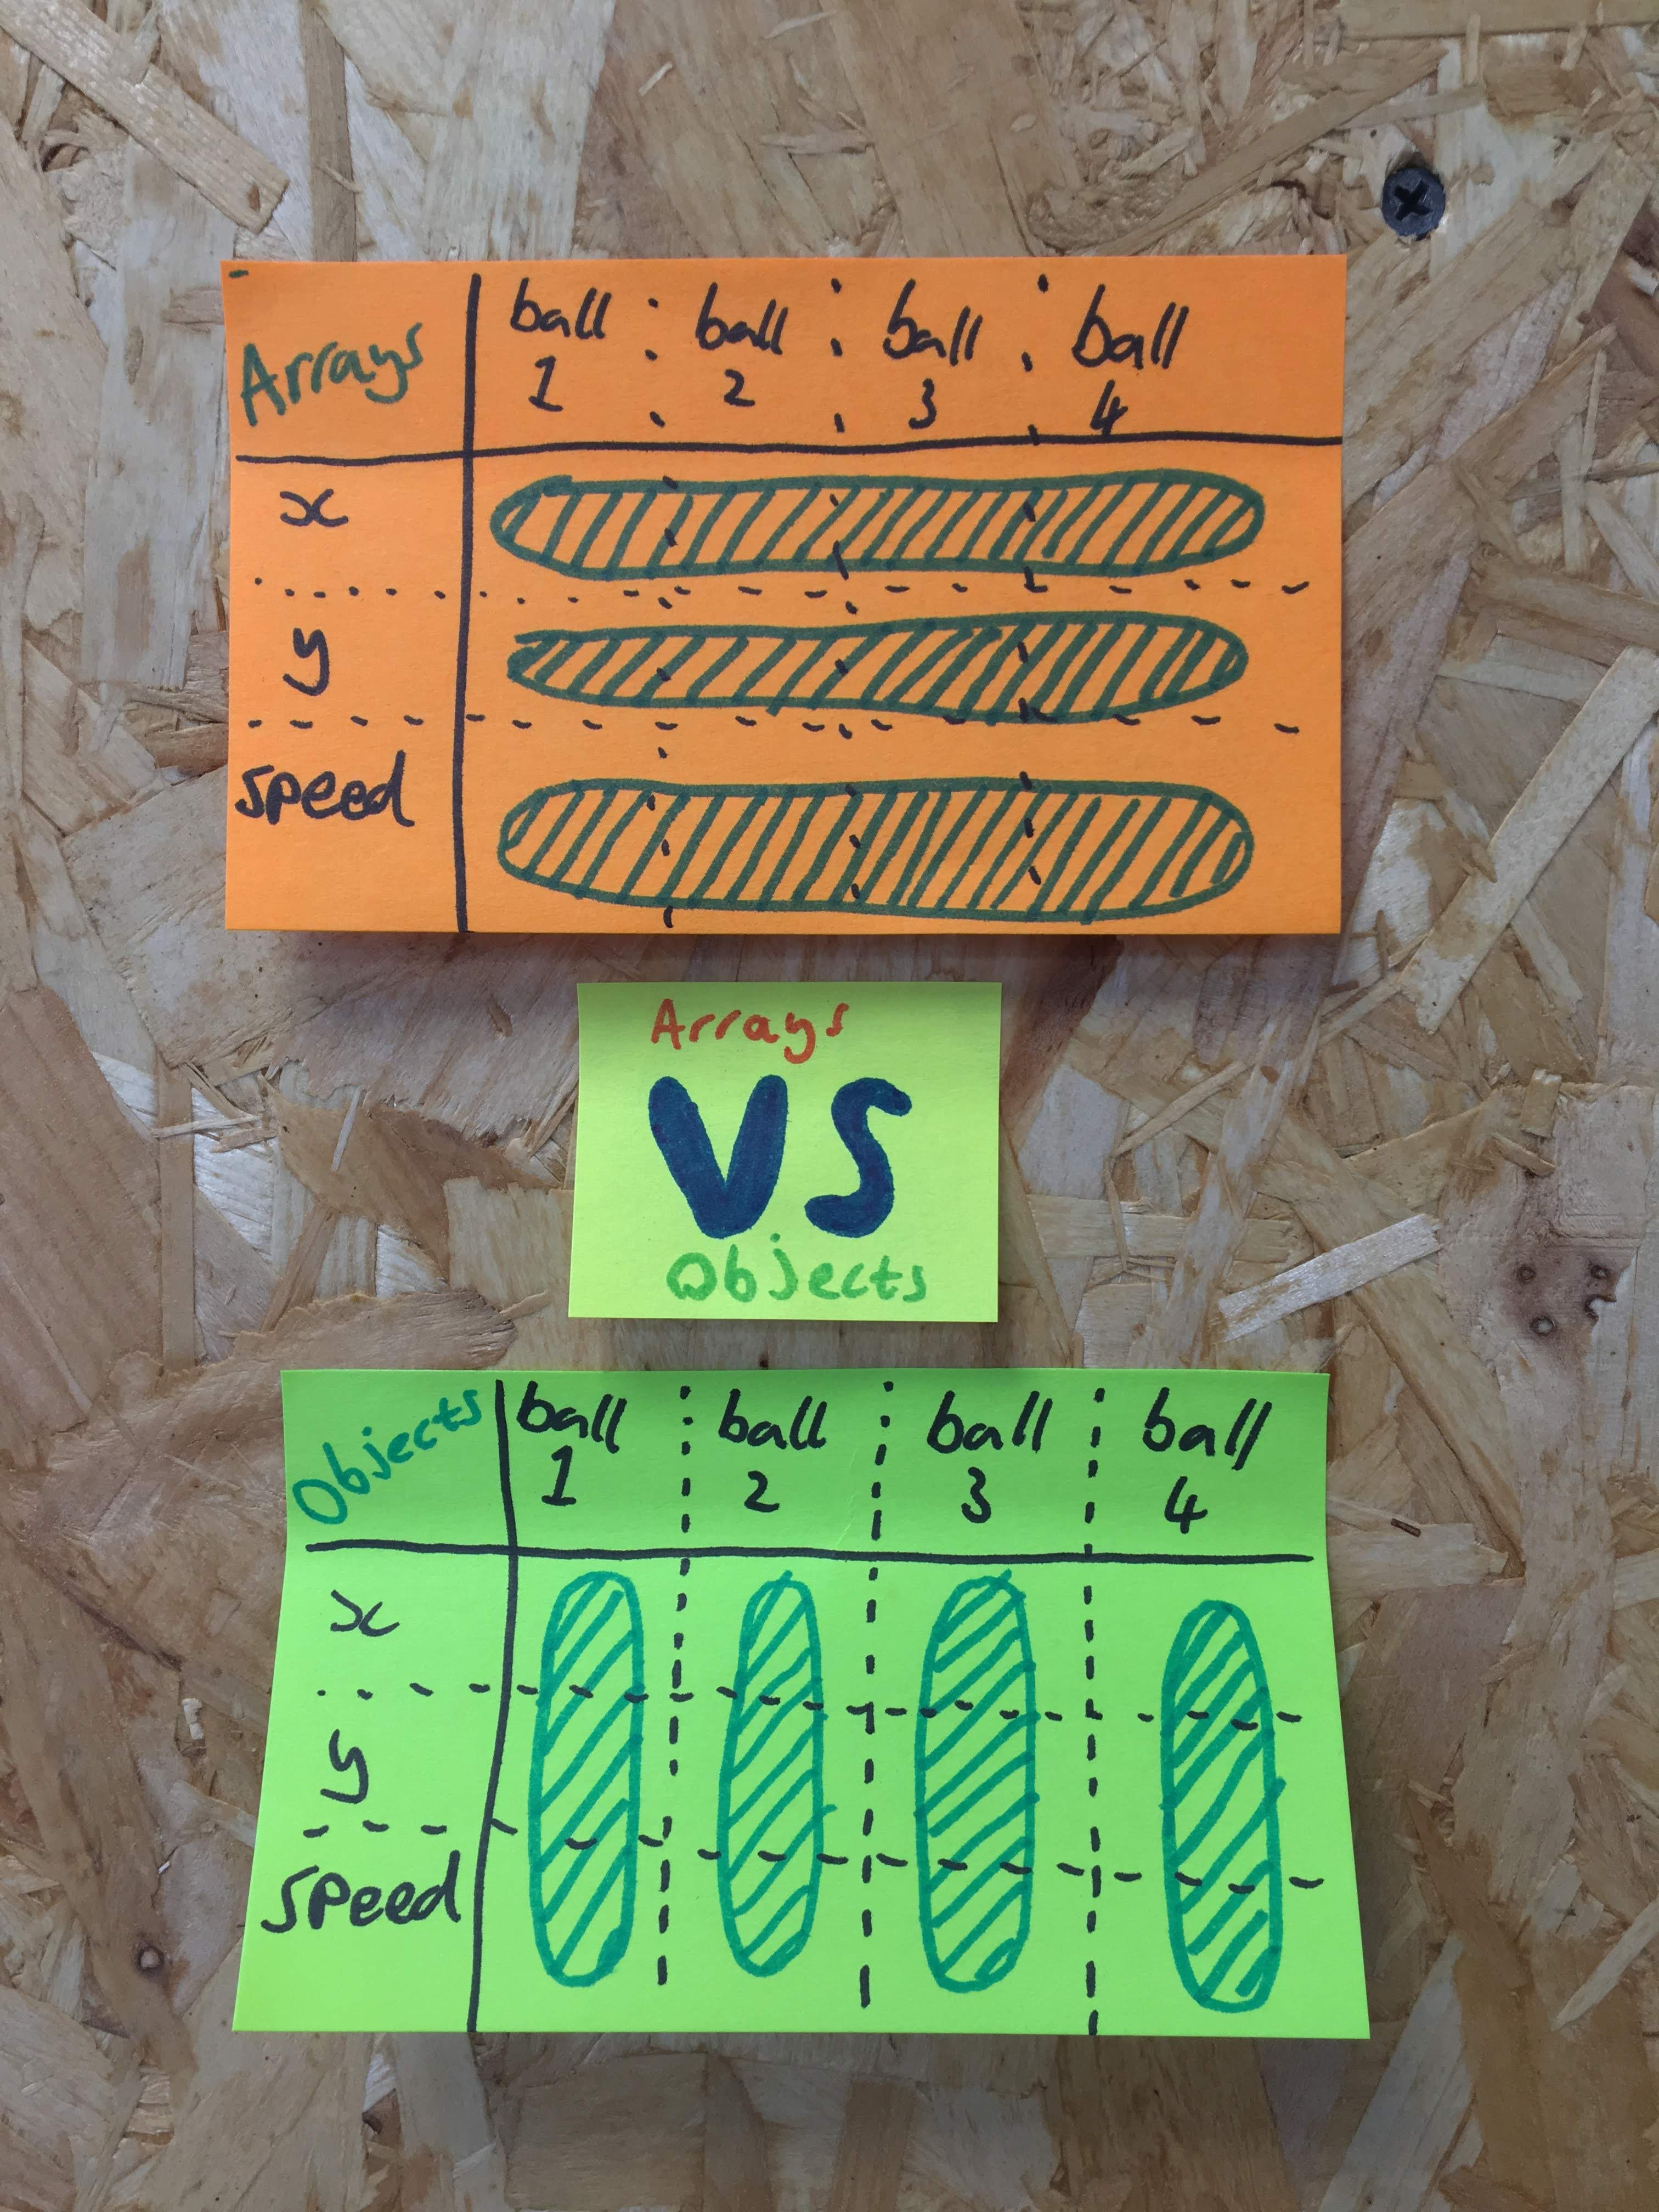 Arrays ball ball ball ball
1 2 3 4
x
y
speed
Arrays
VS
Objects
Objects ball ball ball ball
1 2 3 4
x
y
speed